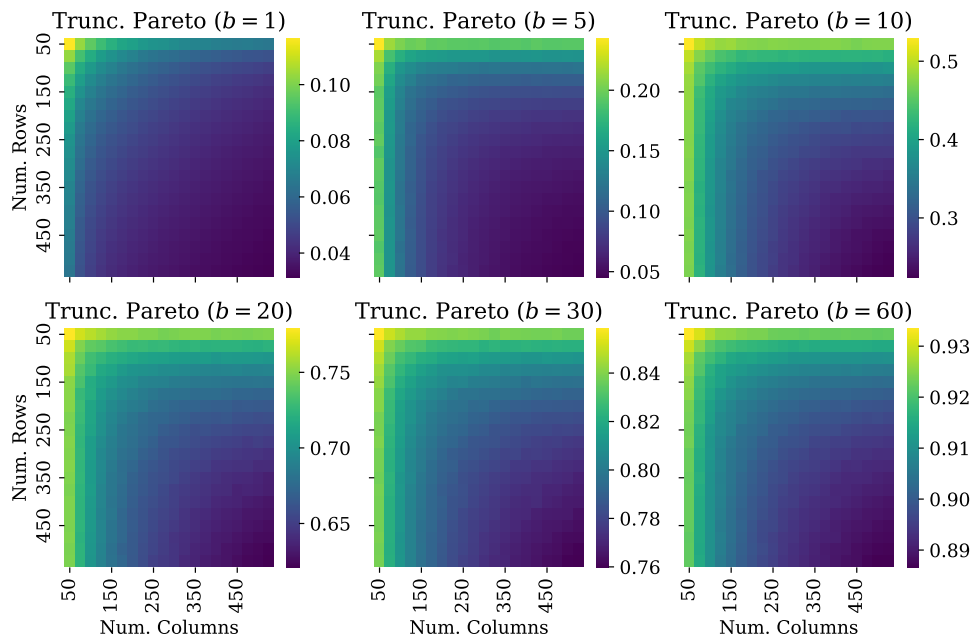 Trunc. Pareto (b = 1)
Trunc. Pareto (b = 5)
Trunc. Pareto (b = 10)
Num. Rows
50
150
250
350
450
0.10
0.08
0.06
0.04
0.20
0.15
0.10
0.05
0.5
0.4
0.3
Trunc. Pareto (b = 20)
Trunc. Pareto (b = 30)
Trunc. Pareto (b = 60)
Num. Rows
50
150
250
350
450
0.75
0.70
0.65
0.84
0.82
0.80
0.78
0.76
0.93
0.92
0.91
0.90
0.89
50 150 250 350 450
50 150 250 350 450
50 150 250 350 450
Num. Columns
Num. Columns
Num. Columns